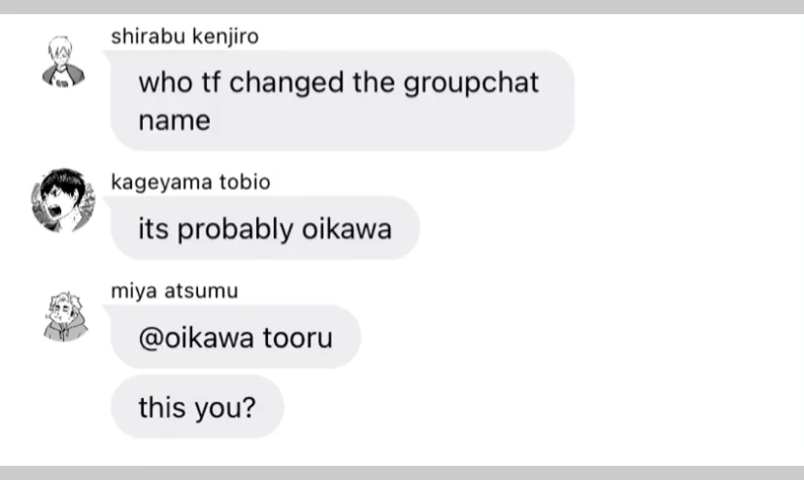 shirabu kenjiro
who tf changed the groupchat
name
kageyama tobio
its probably oikawa
miya atsumu
@oikawa tooru
this you?